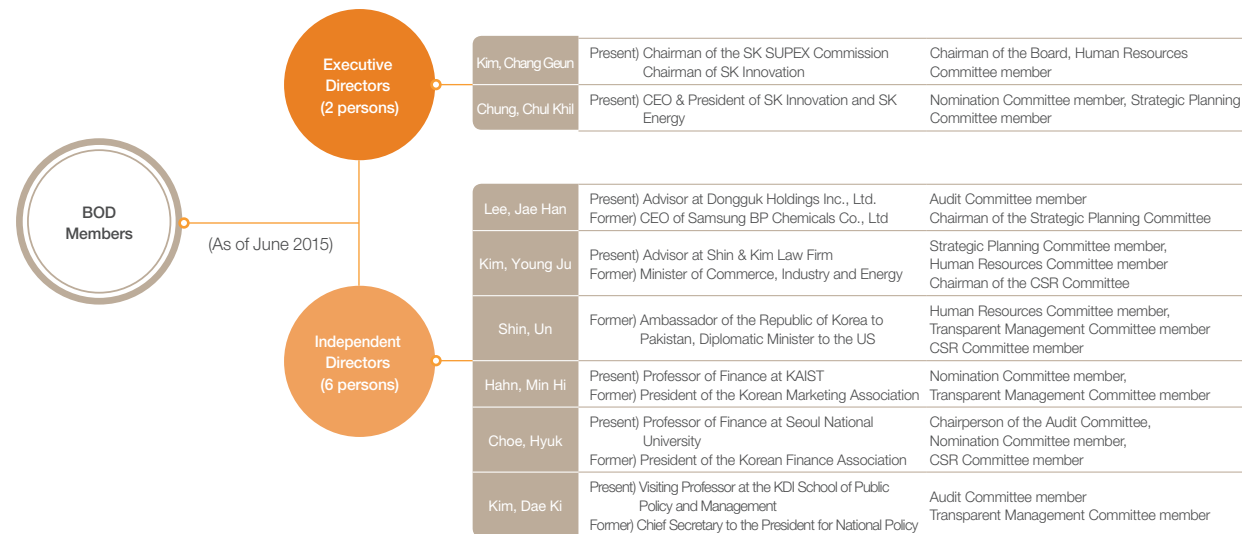 BOD
Members
(As of June 2015)
Executive
Directors
(2 persons)
Kim, Chang Geun
Present) Chairman of the SK SUPEX Commission
Chairman of SK Innovation
Chairman of the Board, Human Resources
Committee member
Chung, Chul Khil
Present) CEO & President of SK Innovation and SK
Energy
Nomination Committee member, Strategic Planning
Committee member
Independent
Directors
(6 persons)
Lee, Jae Han
Present) Advisor at Dongguk Holdings Inc., Ltd.
Former) CEO of Samsung BP Chemicals Co., Ltd
Audit Committee member
Chairman of the Strategic Planning Committee
Kim, Young Ju
Present) Advisor at Shin & Kim Law Firm
Former) Minister of Commerce, Industry and Energy
Strategic Planning Committee member,
Human Resources Committee member
Chairman of the CSR Committee
Shin, Un
Former) Ambassador of the Republic of Korea to
Pakistan, Diplomatic Minister to the US
Human Resources Committee member,
Transparent Management Committee member
CSR Committee member
Hahn, Min Hi
Present) Professor of Finance at KAIST
Former) President of the Korean Marketing Association
Nomination Committee member,
Transparent Management Committee member
Choe, Hyuk
Present) Professor of Finance at Seoul National
University
Former) President of the Korean Finance Association
Chairperson of the Audit Committee,
Nomination Committee member,
CSR Committee member
Kim, Dae Ki
Present) Visiting Professor at the KDI School of Public
Policy and Management
Former) Chief Secretary to the President for National Policy
Audit Committee member
Transparent Management Committee member